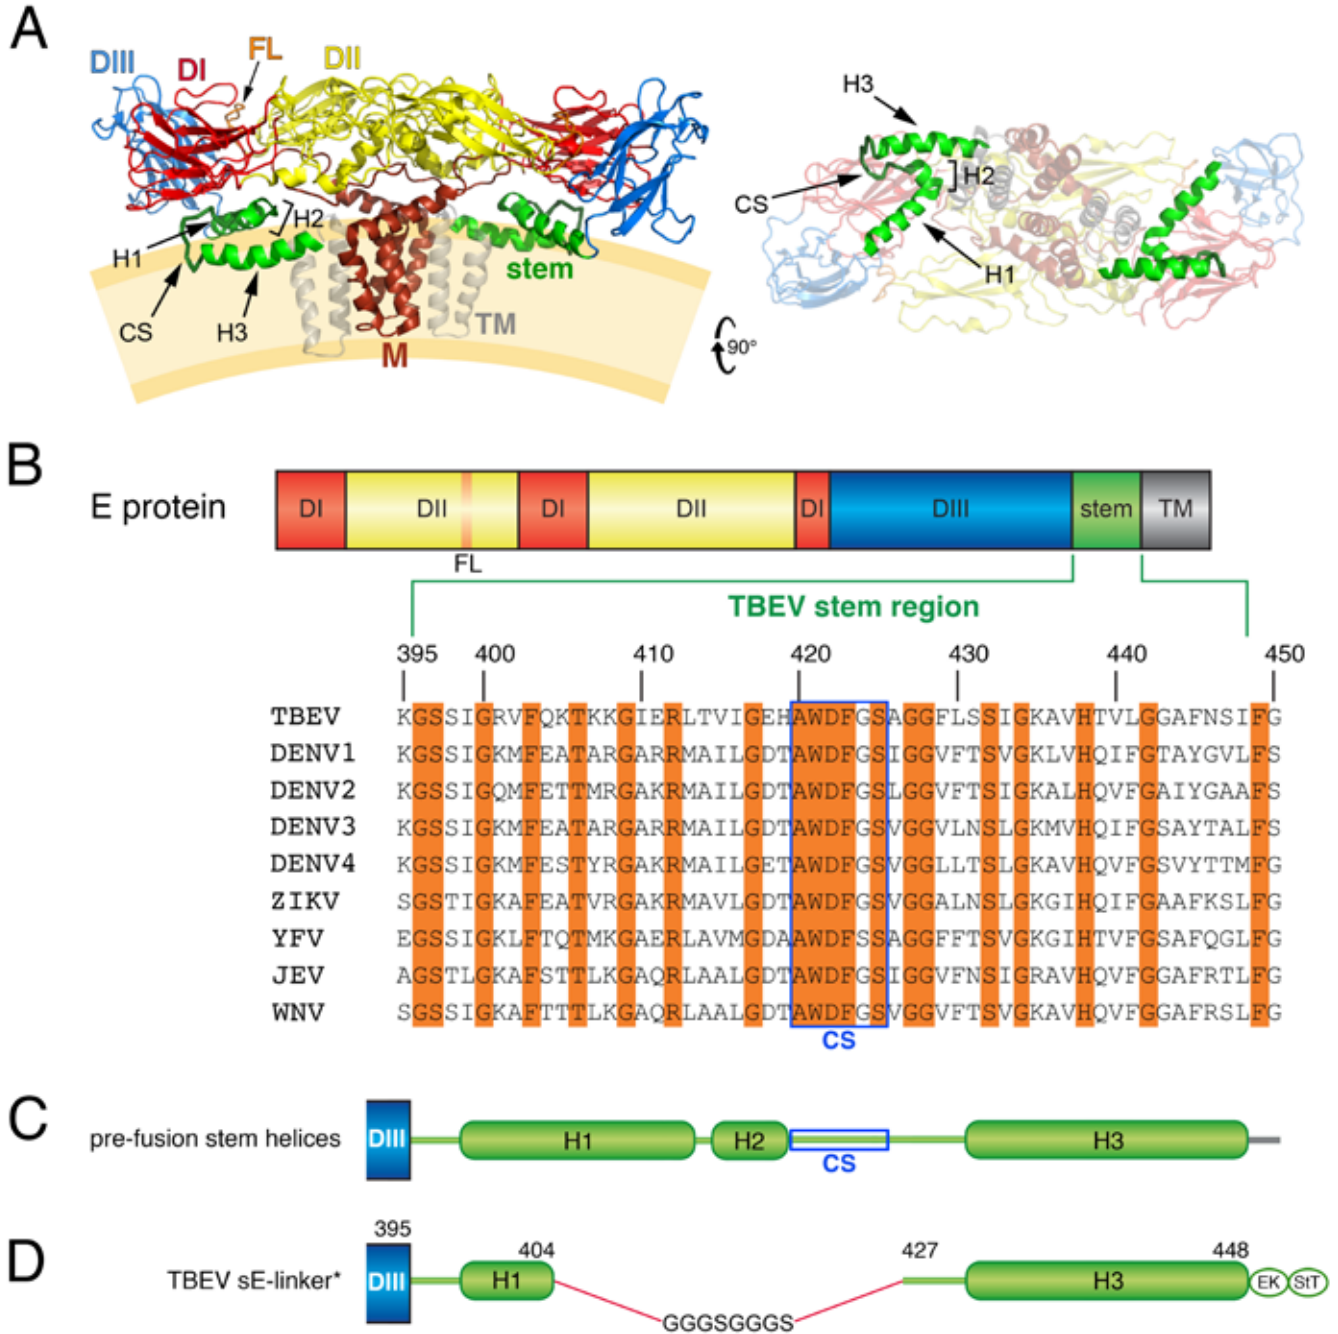 A
DIII DI FL DII
H1 H2
CS H3 M TM stem
90°
H3
CS H2
H1
B
E protein DI DII DI DII DI DIII stem TM
FL
TBEV stem region
395 400 410 420 430 440 450
TBEV KGSSIGRVFQKTKKGIERLTVIGEHAWDFGSAGGFLSSIGKAVHTVLGGAFNSIFG
DENV1 KGSSIGKMFEATARGARRMAILGDTAWDFGSIGGVFTSVGKLVHQIFGTAYGVLFS
DENV2 KGSSIGQMFETTMRGAKRMAILGDTAWDFGSLGGVFTSIGKALHQVFGAIYGAAFS
DENV3 KGSSIGKMFEATARGARRMAILGDTAWDFGSVGGVLNSLGKMVHQIFGSAYTALFS
DENV4 KGSSIGKMFESTYRGAKRMAILGETAWDFGSVGGLLTSLGKAVHQVFGSVYTTMFG
ZIKV SGSTIGKAFEATVRGAKRMAVLGDTAWDFGSVGGALNSLGKGIHQIFGAAFKSLFG
YFV EGSSIGKLFTQTMKGAERLAVMGDAAWDFSSAGGFFTSVGKGIHTVFGSAFQGLFG
JEV AGSTLGKAFSTTLKGAQRLAALGDTAWDFGSIGGVFNSIGRAVHQVFGGAFRTLFG
WNV SGSSIGKAFTTTLKGAQRLAALGDTAWDFGSVGGVFTSVGKAVHQVFGGAFRSLFG
CS
C
pre-fusion stem helices DIII H1 H2 H3
CS
D
395 404 427 448
TBEV sE-linker* DIII H1 H3 EK StT
GGGSGGGS